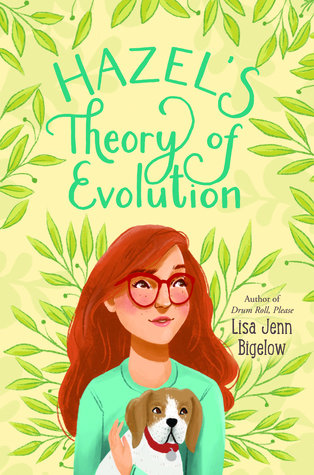 HAZEL'S
Theory of
Evolution
Author of
Drum Roll, Please
Lisa Jenn
Bigelow